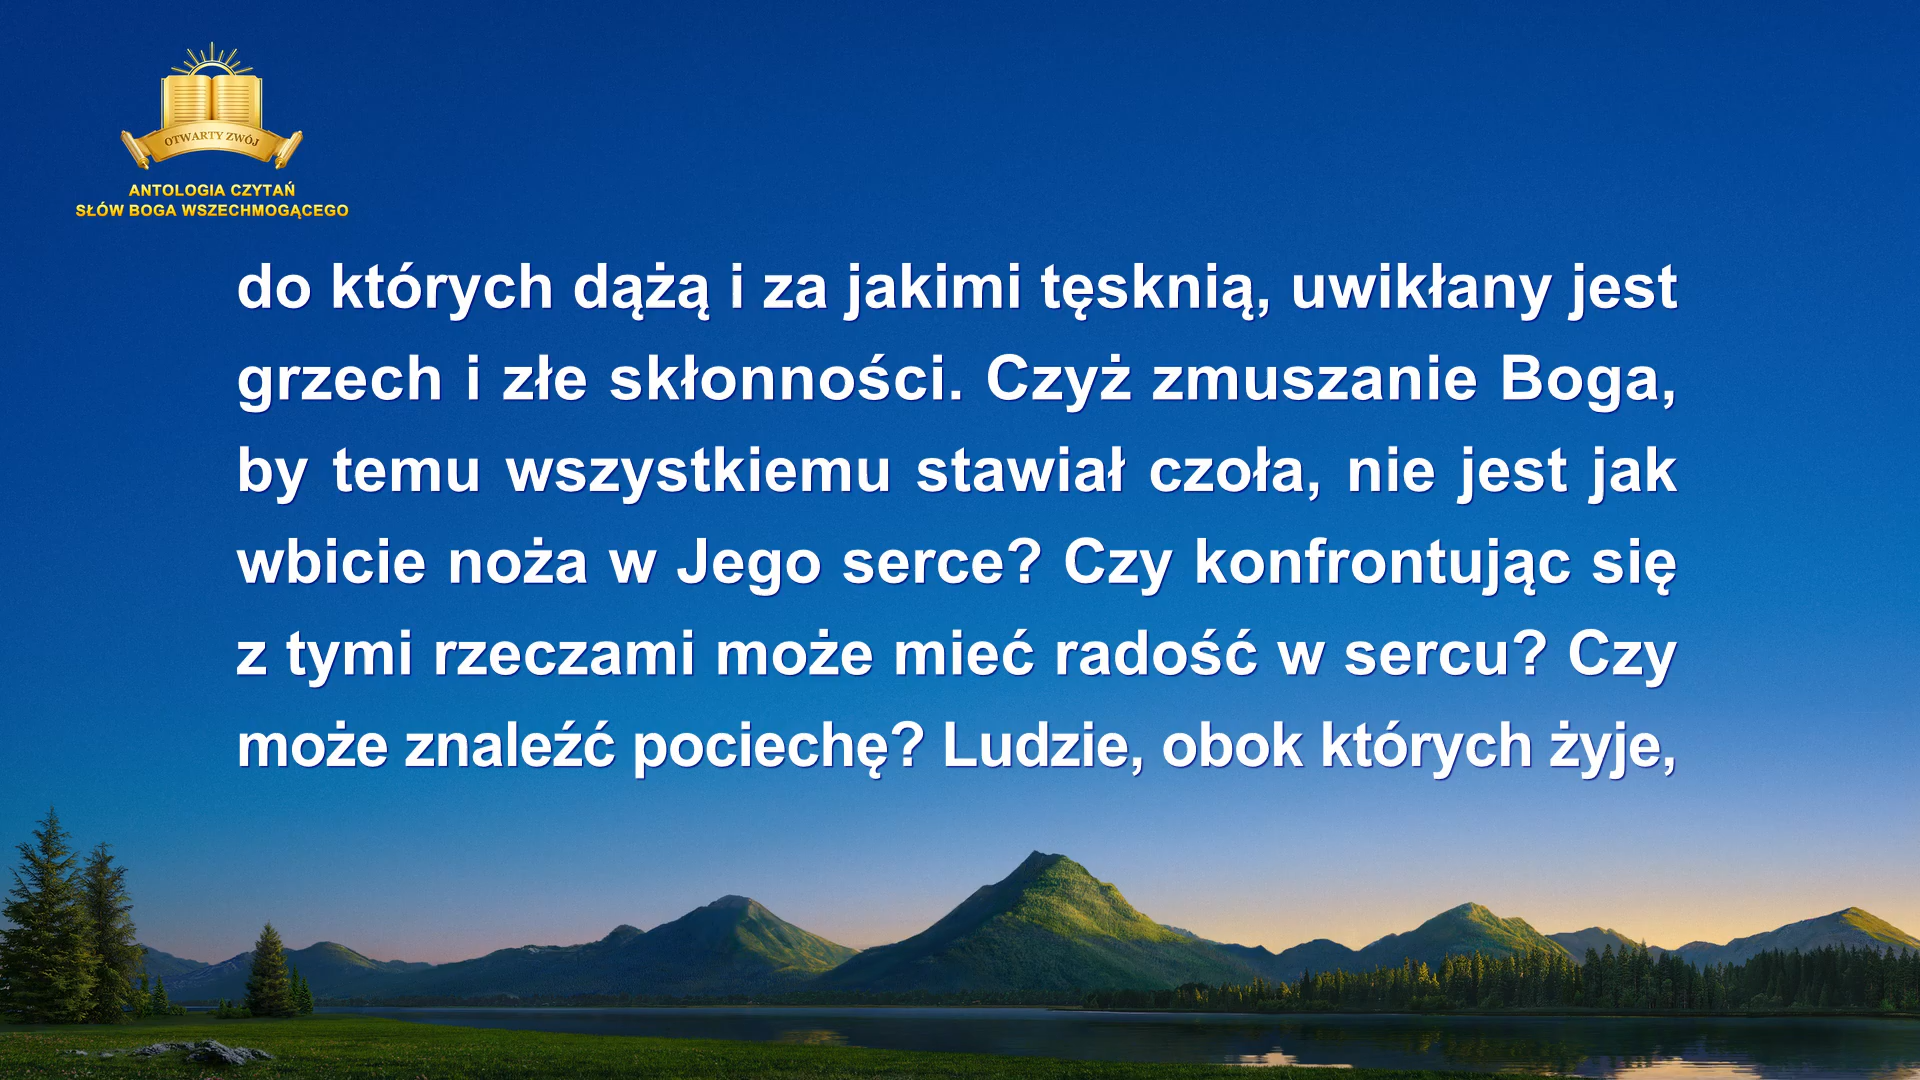 OTWARTY ZWÓJ
ANTOLOGIA CZYTAŃ
SŁÓW BOGA WSZECHMOGĄCEGO
do których dążą i za jakimi tęsknią, uwikłany jest
grzech i złe skłonności. Czyż zmuszanie Boga,
by temu wszystkiemu stawiał czoła, nie jest jak
wbicie noża w Jego serce? Czy konfrontując się
z tymi rzeczami może mieć radość w sercu? Czy
może znaleźć pociechę? Ludzie, obok których żyje,